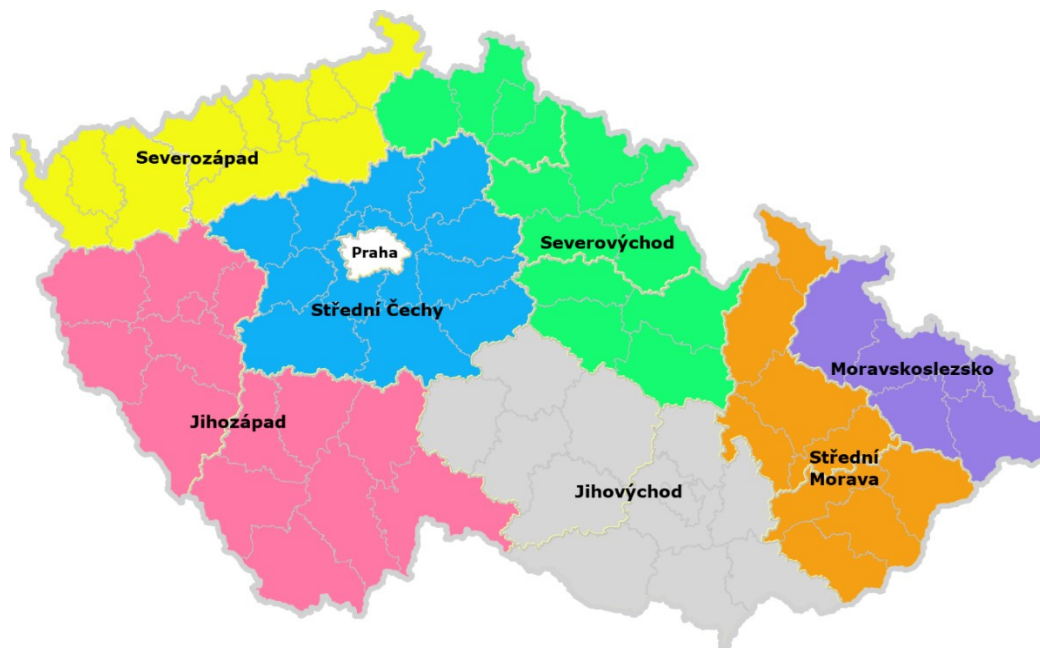 Severozápad
Severovýchod
Praha
Střední Čechy
Moravskoslezsko
Jihozápad
Střední
Morava
Jihovýchod